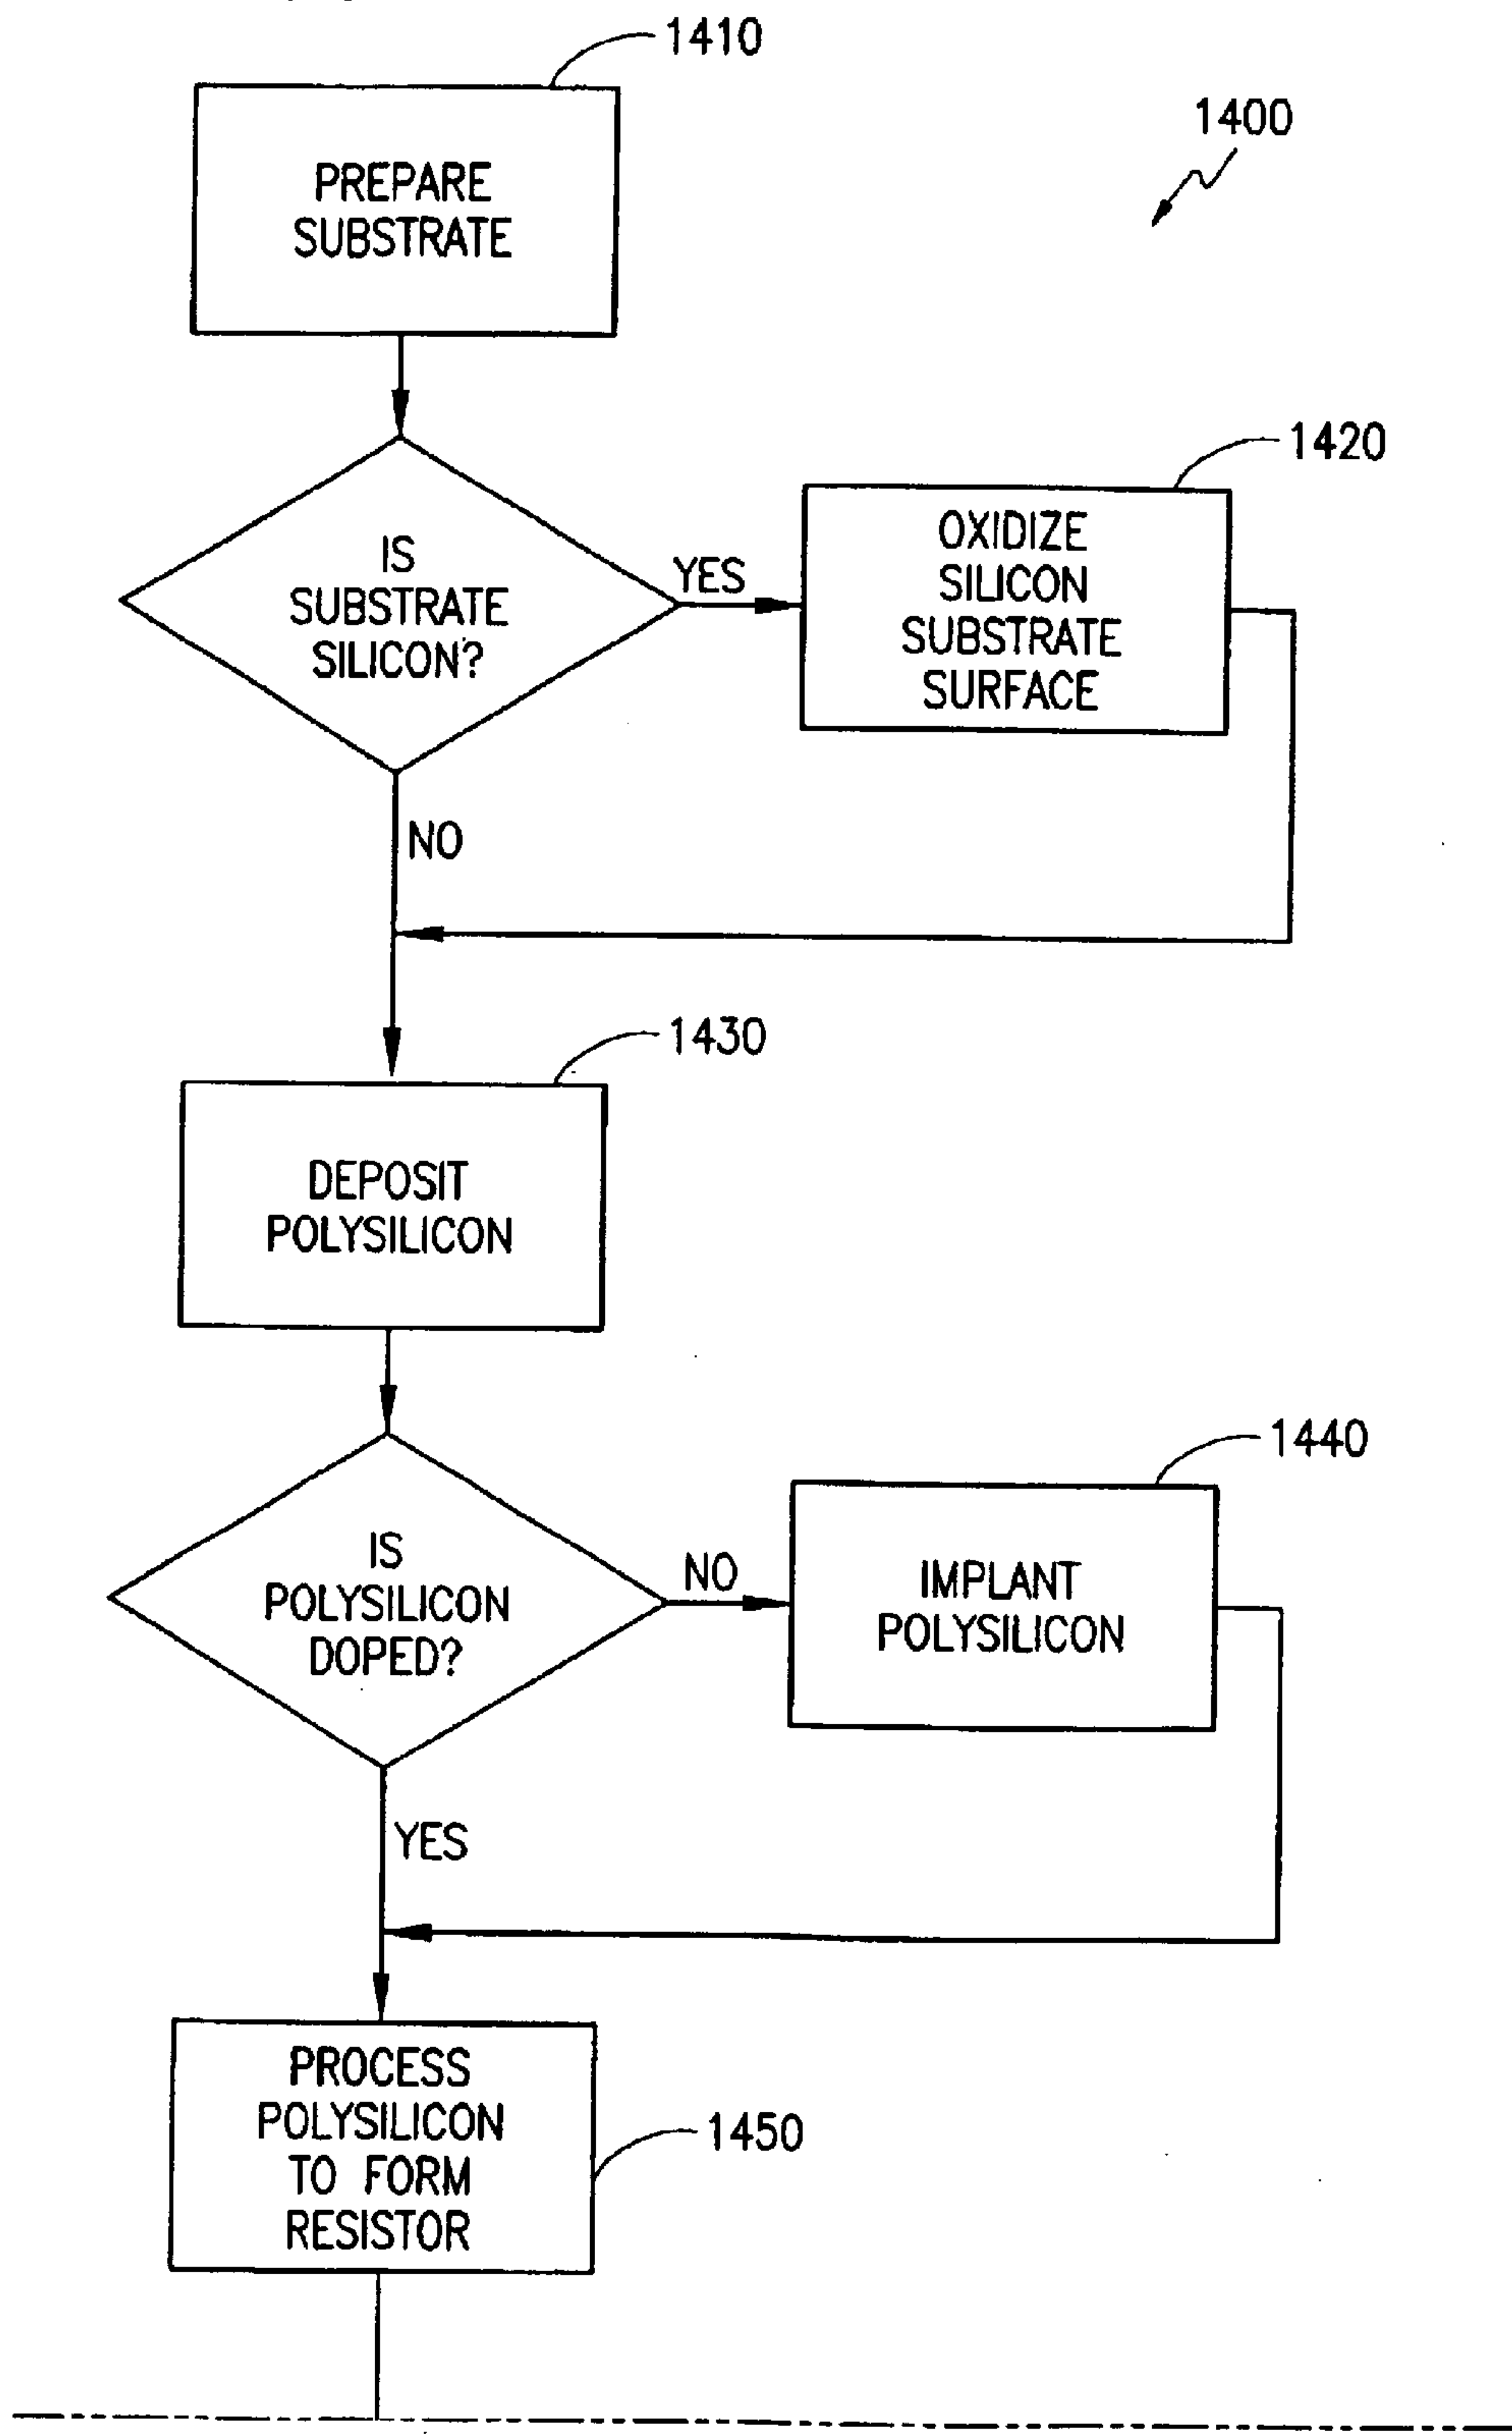 1410
1400
PREPARE
SUBSTRATE
1420
IS
SUBSTRATE
SILICON?
YES
OXIDIZE
SILICON
SUBSTRATE
SURFACE
NO
1430
DEPOSIT
POLYSILICON
1440
IS
POLYSILICON
DOPED?
NO
IMPLANT
POLYSILICON
YES
PROCESS
POLYSILICON
TO FORM
RESISTOR
1450